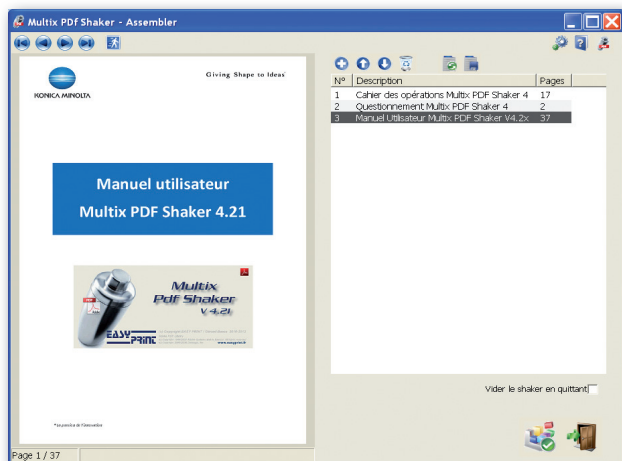 Multix PDf Shaker - Assembler
Giving Shape to Ideas
KONICA MINOLTA
Manuel utilisateur
Multix PDF Shaker 4.21
Multix
Pdf Shaker
V 4.21
EASY PRINT
www.easyprint.fr
Page 1 / 37
N° Description Pages
1 Cahier des opérations Multix PDF Shaker 4 17
2 Questionnement Multix PDF Shaker 4 2
3 Manuel Utilisateur Multix PDF Shaker V4.2x 37
Vider le shaker en quittant